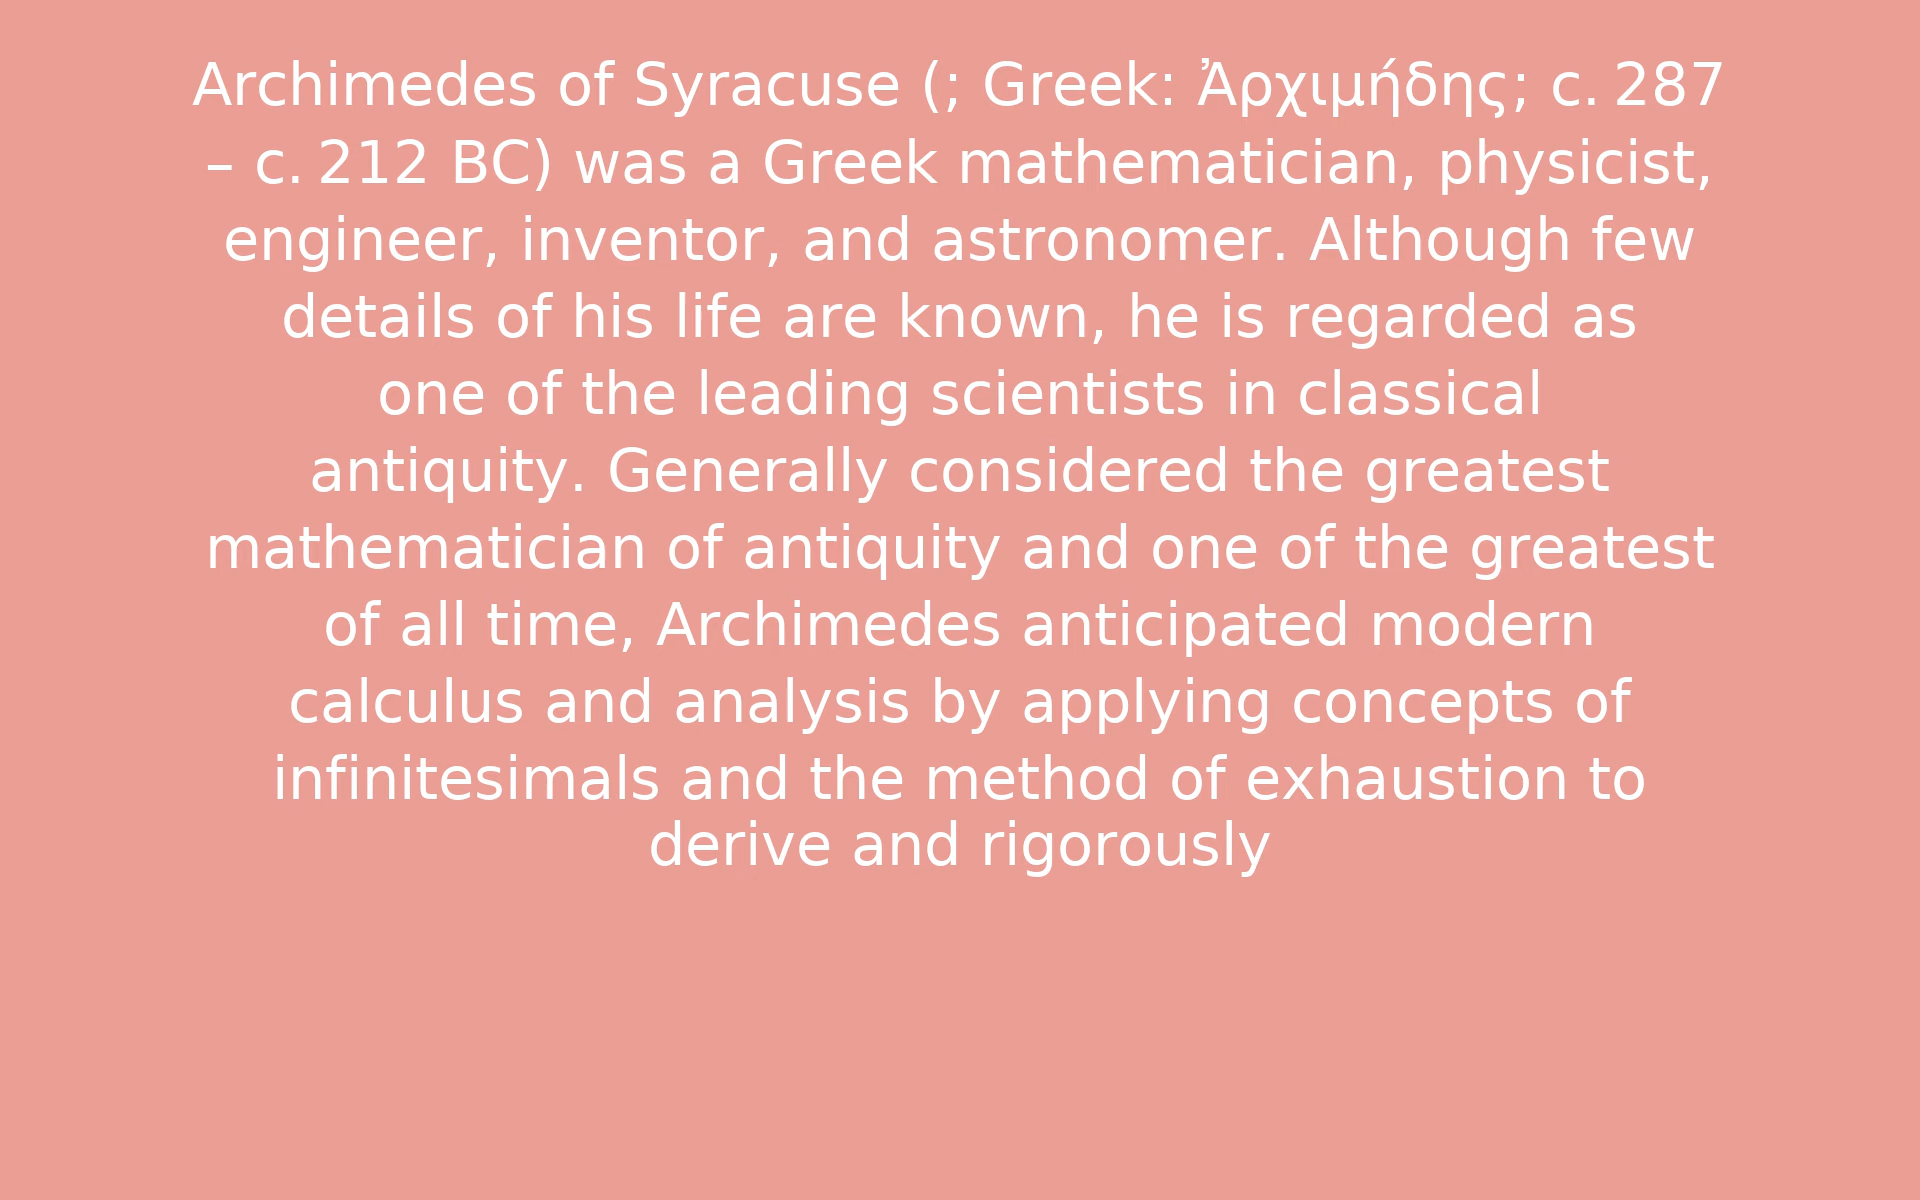 Archimedes of Syracuse (; Greek: Ἀρχιμήδης; c. 287
– c. 212 BC) was a Greek mathematician, physicist,
engineer, inventor, and astronomer. Although few
details of his life are known, he is regarded as
one of the leading scientists in classical
antiquity. Generally considered the greatest
mathematician of antiquity and one of the greatest
of all time, Archimedes anticipated modern
calculus and analysis by applying concepts of
infinitesimals and the method of exhaustion to
derive and rigorously